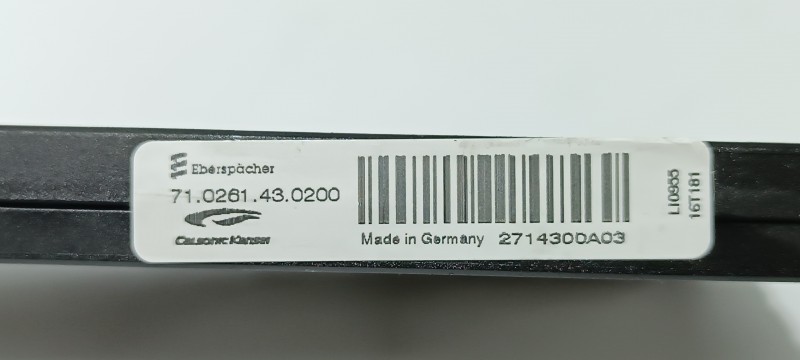 Eberspächer
71.0261.43.0200
Calsonic Kansei
Made in Germany 2714300A03
LI0955
16T181